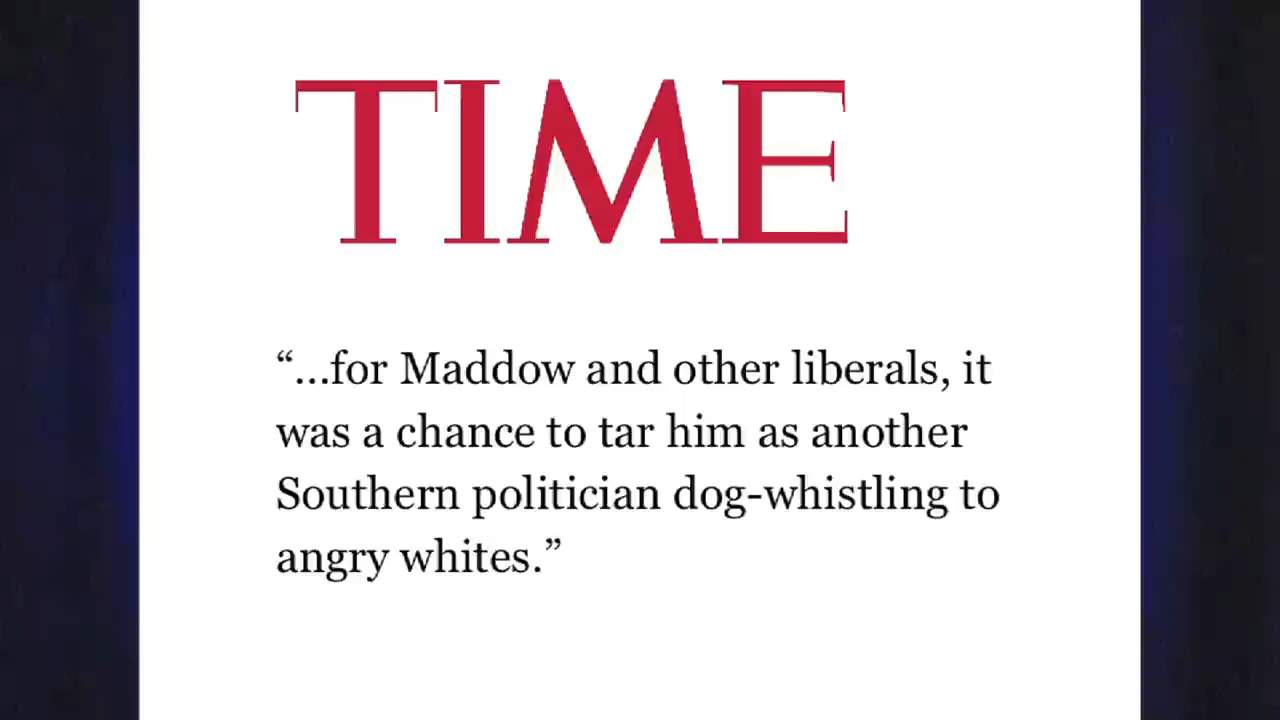 TIME
“...for Maddow and other liberals, it
was a chance to tar him as another
Southern politician dog-whistling to
angry whites.”